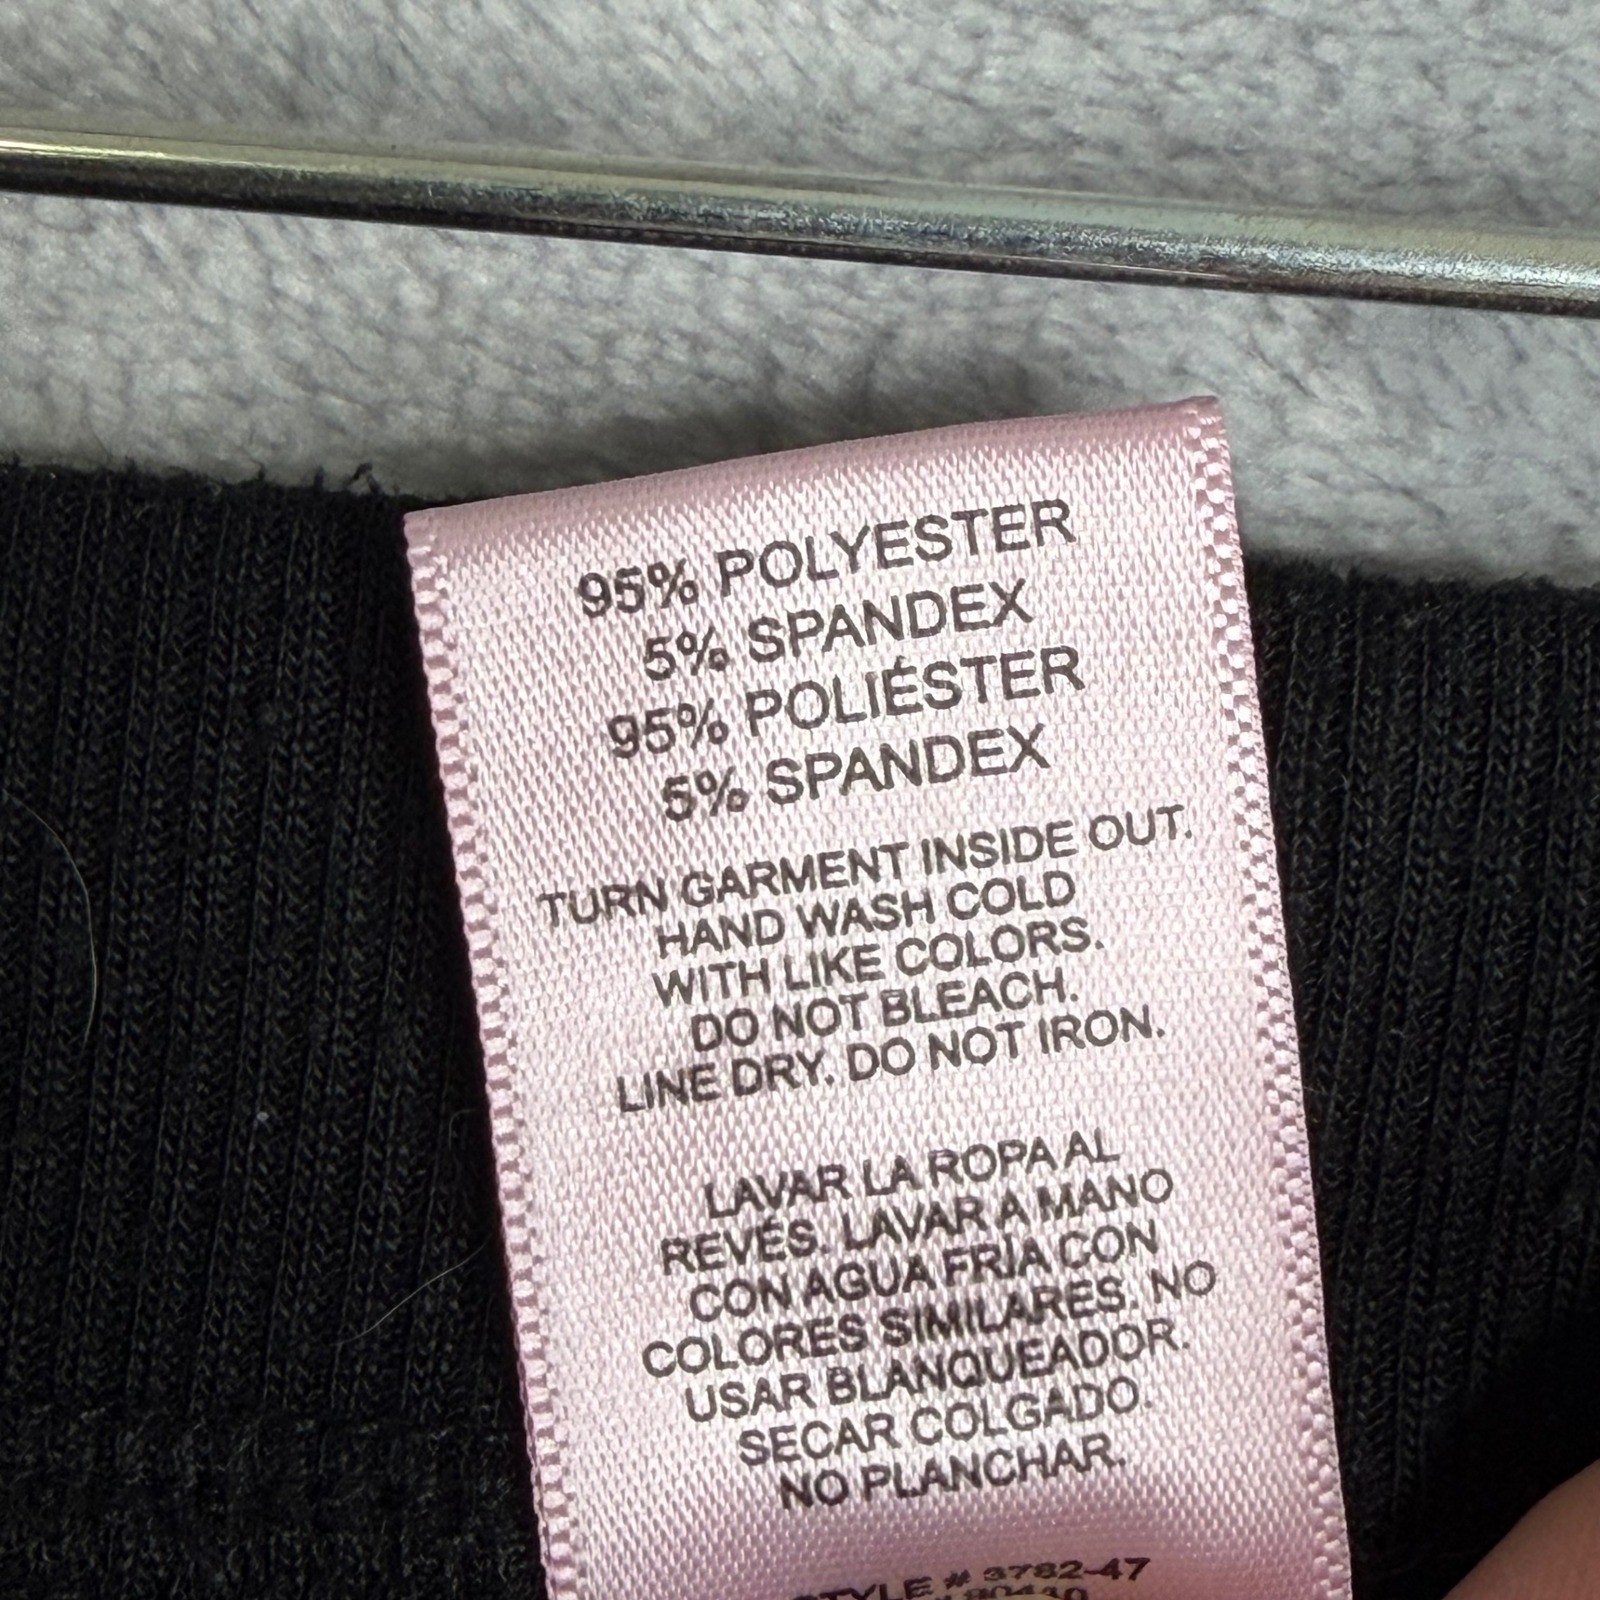 95% POLYESTER
5% SPANDEX
95% POLIÉSTER
5% SPANDEX
TURN GARMENT INSIDE OUT.
HAND WASH COLD
WITH LIKE COLORS.
DO NOT BLEACH.
LINE DRY. DO NOT IRON.
LAVAR LA ROPA AL
REVÉS. LAVAR A MANO
CON AGUA FRÍA CON
COLORES SIMILARES. NO
USAR BLANQUEADOR.
SECAR COLGADO.
NO PLANCHAR.
STYLE # 3782-47